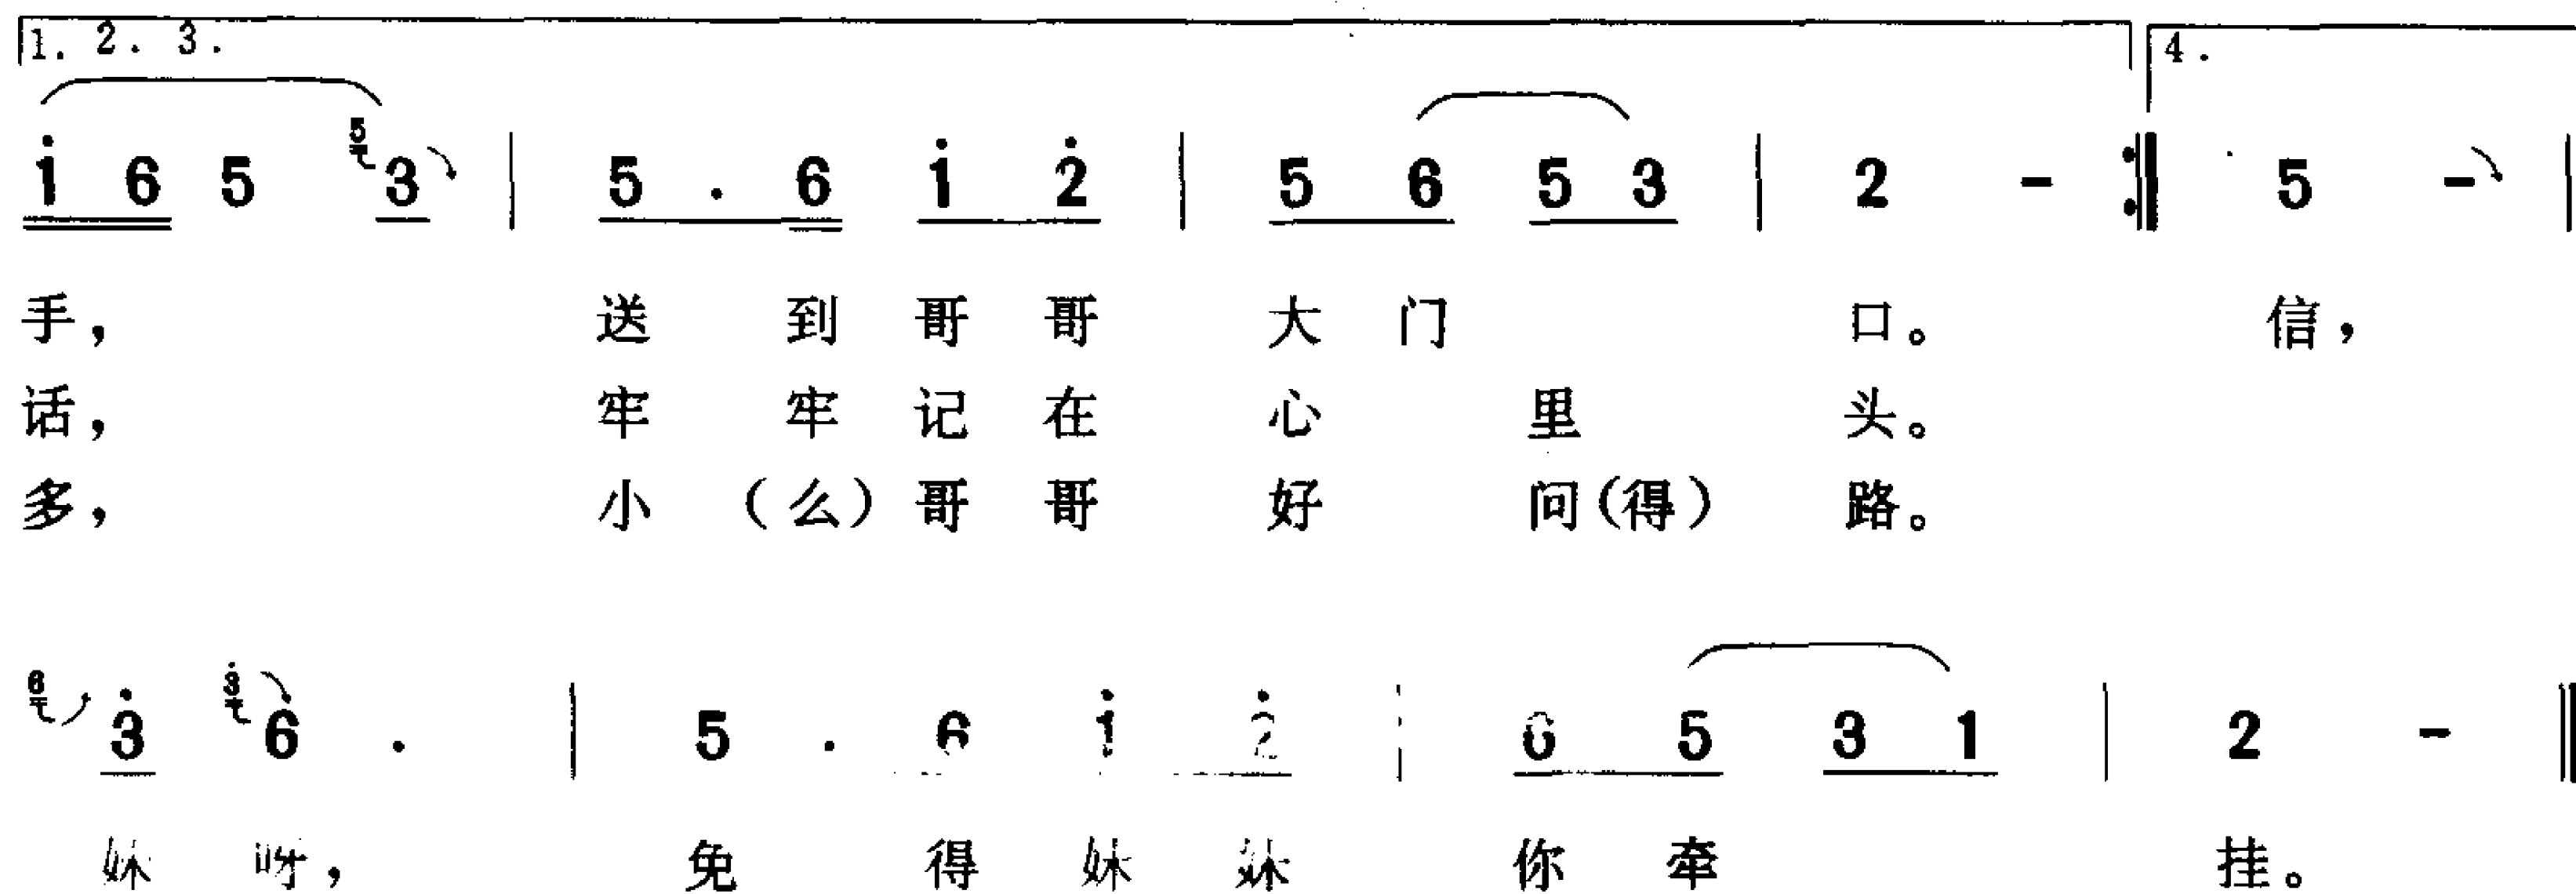 1. 2. 3. 4.
5
i 6 5 3 | 5 . 6 i 2̇ | 5 6 5 3 | 2 - :‖ 5 - |
手， 送 到 哥 哥 大 门 口。 信，
话， 牢 牢 记 在 心 里 头。
多， 小 （么）哥 哥 好 问（得） 路。
6 3̇
3̇ 6 . | 5 . 6 i 2̇ | 6 5 3 1 | 2 - ‖
妹 呀， 免 得 妹 妹 你 牵 挂。